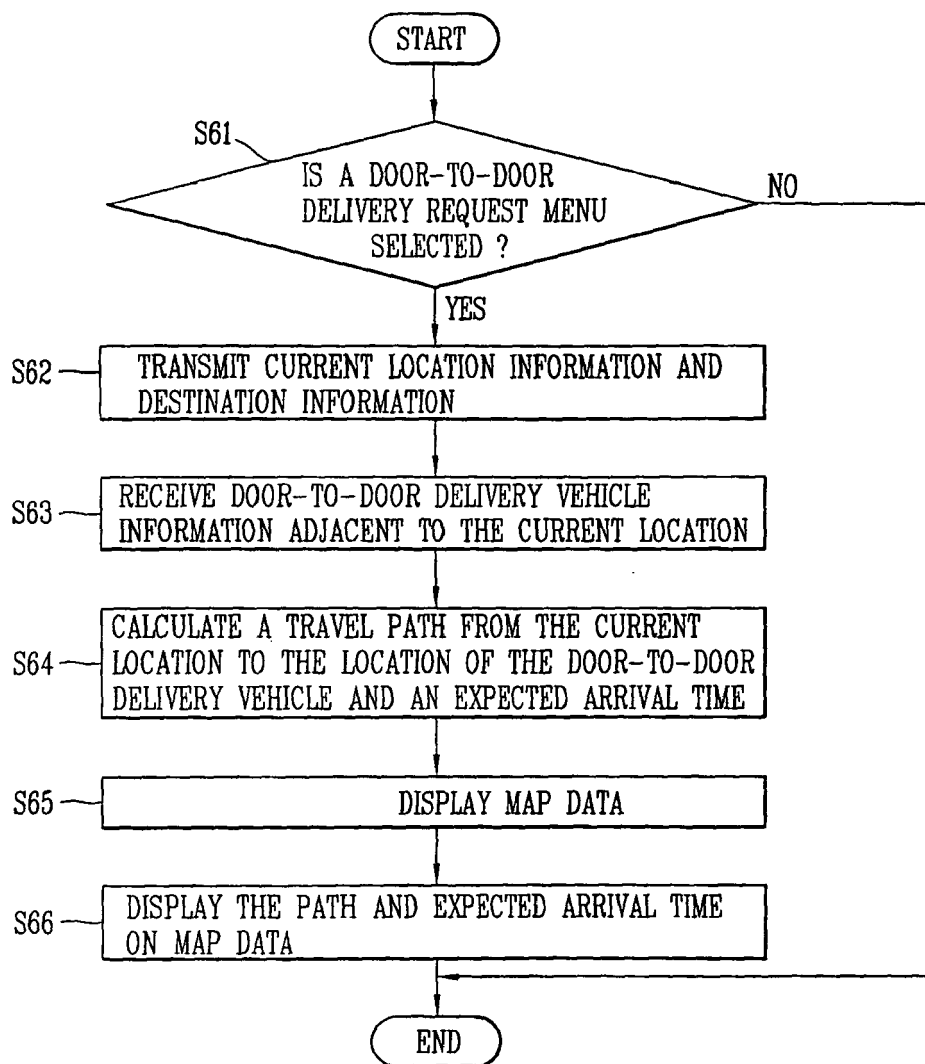 START
S61
IS A DOOR-TO-DOOR
DELIVERY REQUEST MENU
SELECTED ?
NO
YES
S62
TRANSMIT CURRENT LOCATION INFORMATION AND
DESTINATION INFORMATION
S63
RECEIVE DOOR-TO-DOOR DELIVERY VEHICLE
INFORMATION ADJACENT TO THE CURRENT LOCATION
S64
CALCULATE A TRAVEL PATH FROM THE CURRENT
LOCATION TO THE LOCATION OF THE DOOR-TO-DOOR
DELIVERY VEHICLE AND AN EXPECTED ARRIVAL TIME
S65
DISPLAY MAP DATA
S66
DISPLAY THE PATH AND EXPECTED ARRIVAL TIME
ON MAP DATA
END